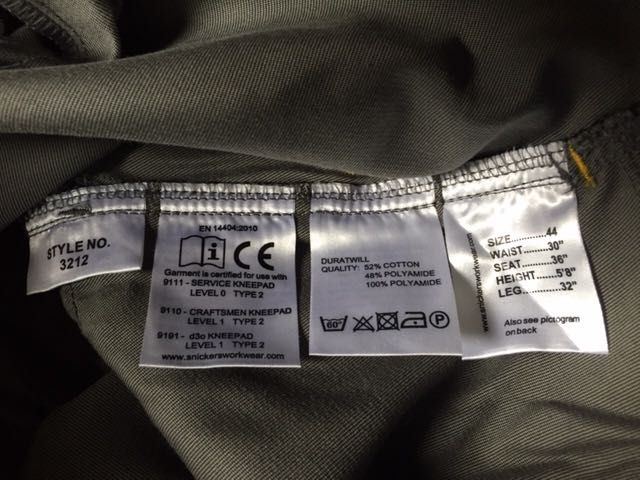 STYLE NO.
3212
EN 14404:2010
CE
Garment is certified for use with
9111 - SERVICE KNEEPAD
LEVEL 0 TYPE 2
9110 - CRAFTSMEN KNEEPAD
LEVEL 1 TYPE 2
9191 - d3o KNEEPAD
LEVEL 1 TYPE 2
www.snickersworkwear.com
DURATWILL
QUALITY: 52% COTTON
48% POLYAMIDE
100% POLYAMIDE
60°
www.snickersworkwear.com
SIZE...........44
WAIST........30"
SEAT..........36"
HEIGHT......5'8"
LEG............32"
Also see pictogram
on back